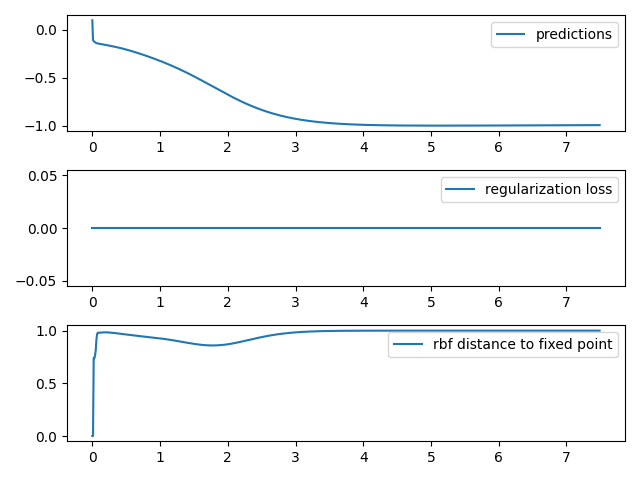 0.0
−0.5
−1.0
predictions
0 1 2 3 4 5 6 7
0.05
0.00
−0.05
regularization loss
0 1 2 3 4 5 6 7
1.0
0.5
0.0
rbf distance to fixed point
0 1 2 3 4 5 6 7